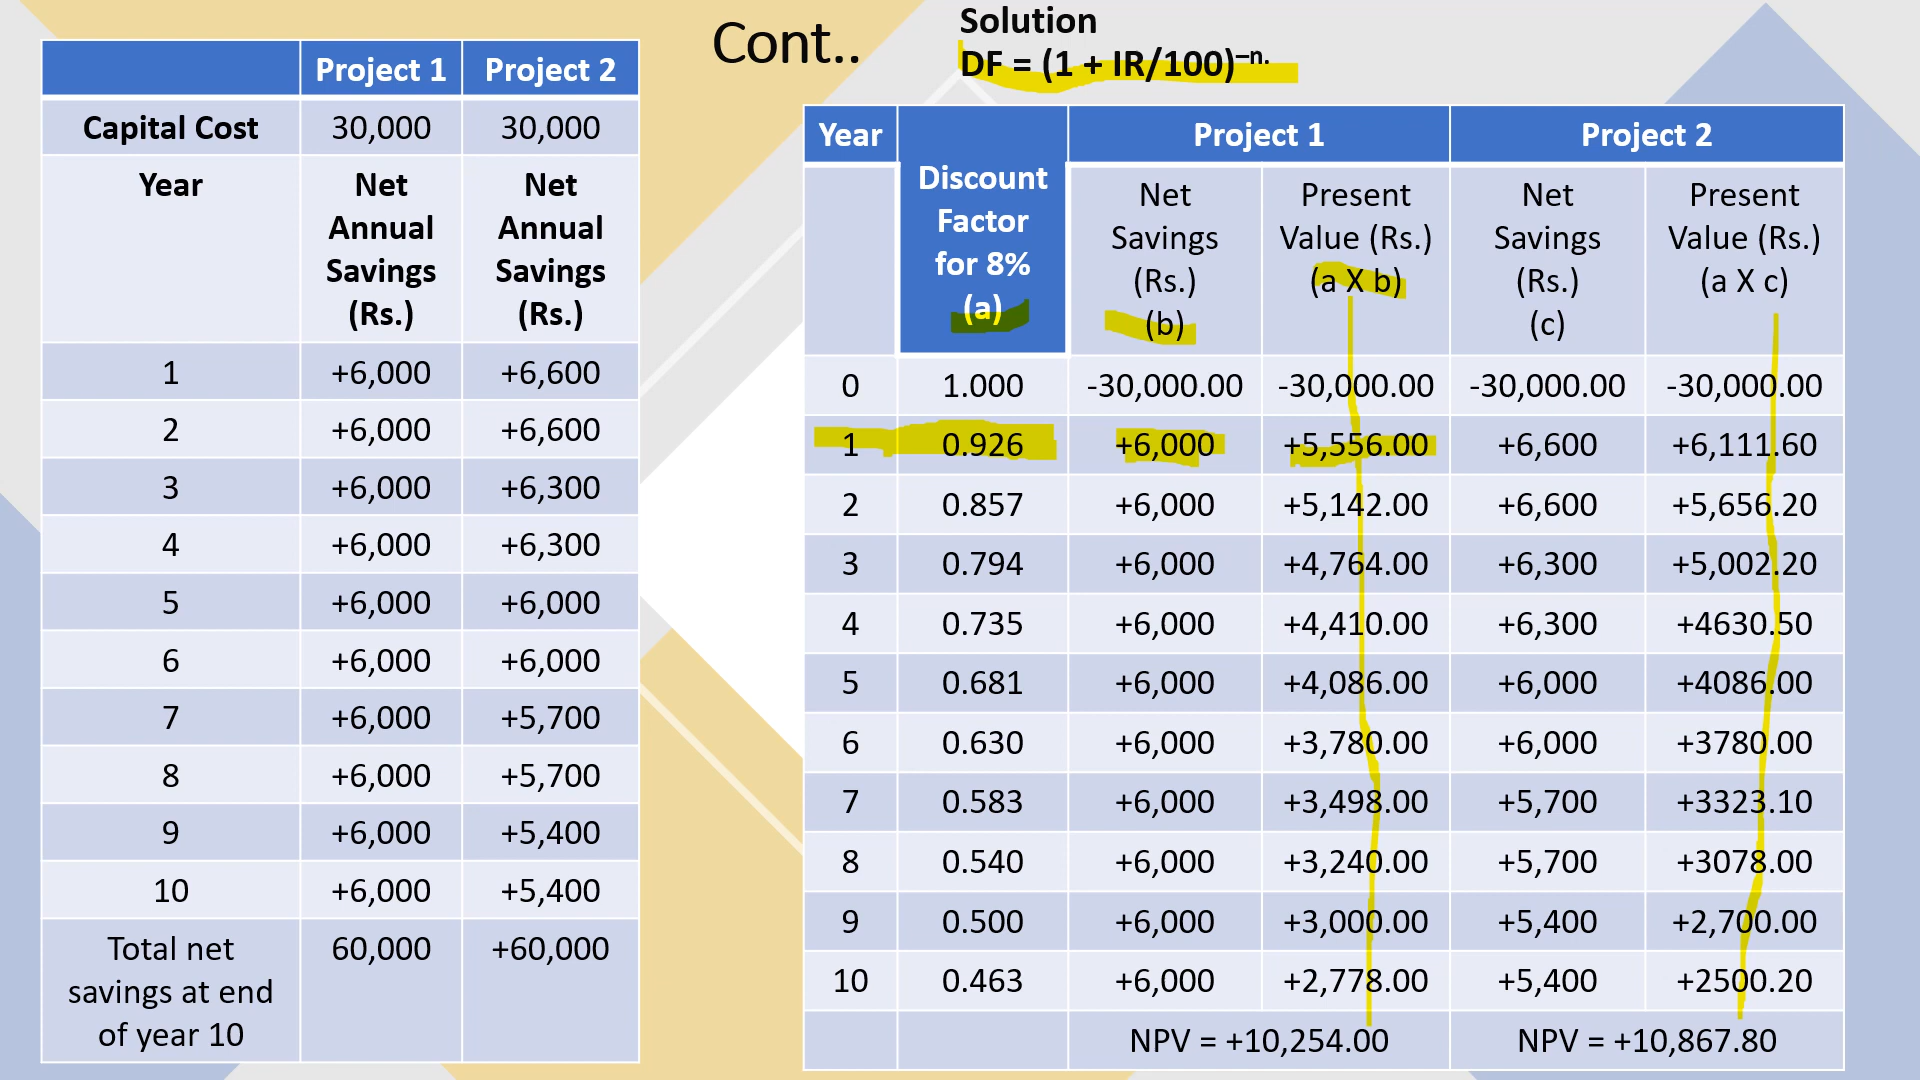 Cont..
Solution
DF = (1 + IR/100)–n.
Project 1 Project 2
Capital Cost 30,000 30,000
Year Net Annual Savings (Rs.) Net Annual Savings (Rs.)
1 +6,000 +6,600
2 +6,000 +6,600
3 +6,000 +6,300
4 +6,000 +6,300
5 +6,000 +6,000
6 +6,000 +6,000
7 +6,000 +5,700
8 +6,000 +5,700
9 +6,000 +5,400
10 +6,000 +5,400
Total net savings at end of year 10 60,000 +60,000
Year Discount Factor for 8% (a) Project 1 Project 2
Net Savings (Rs.) (b) Present Value (Rs.) (a X b) Net Savings (Rs.) (c) Present Value (Rs.) (a X c)
0 1.000 -30,000.00 -30,000.00 -30,000.00 -30,000.00
1 0.926 +6,000 +5,556.00 +6,600 +6,111.60
2 0.857 +6,000 +5,142.00 +6,600 +5,656.20
3 0.794 +6,000 +4,764.00 +6,300 +5,002.20
4 0.735 +6,000 +4,410.00 +6,300 +4630.50
5 0.681 +6,000 +4,086.00 +6,000 +4086.00
6 0.630 +6,000 +3,780.00 +6,000 +3780.00
7 0.583 +6,000 +3,498.00 +5,700 +3323.10
8 0.540 +6,000 +3,240.00 +5,700 +3078.00
9 0.500 +6,000 +3,000.00 +5,400 +2,700.00
10 0.463 +6,000 +2,778.00 +5,400 +2500.20
NPV = +10,254.00 NPV = +10,867.80